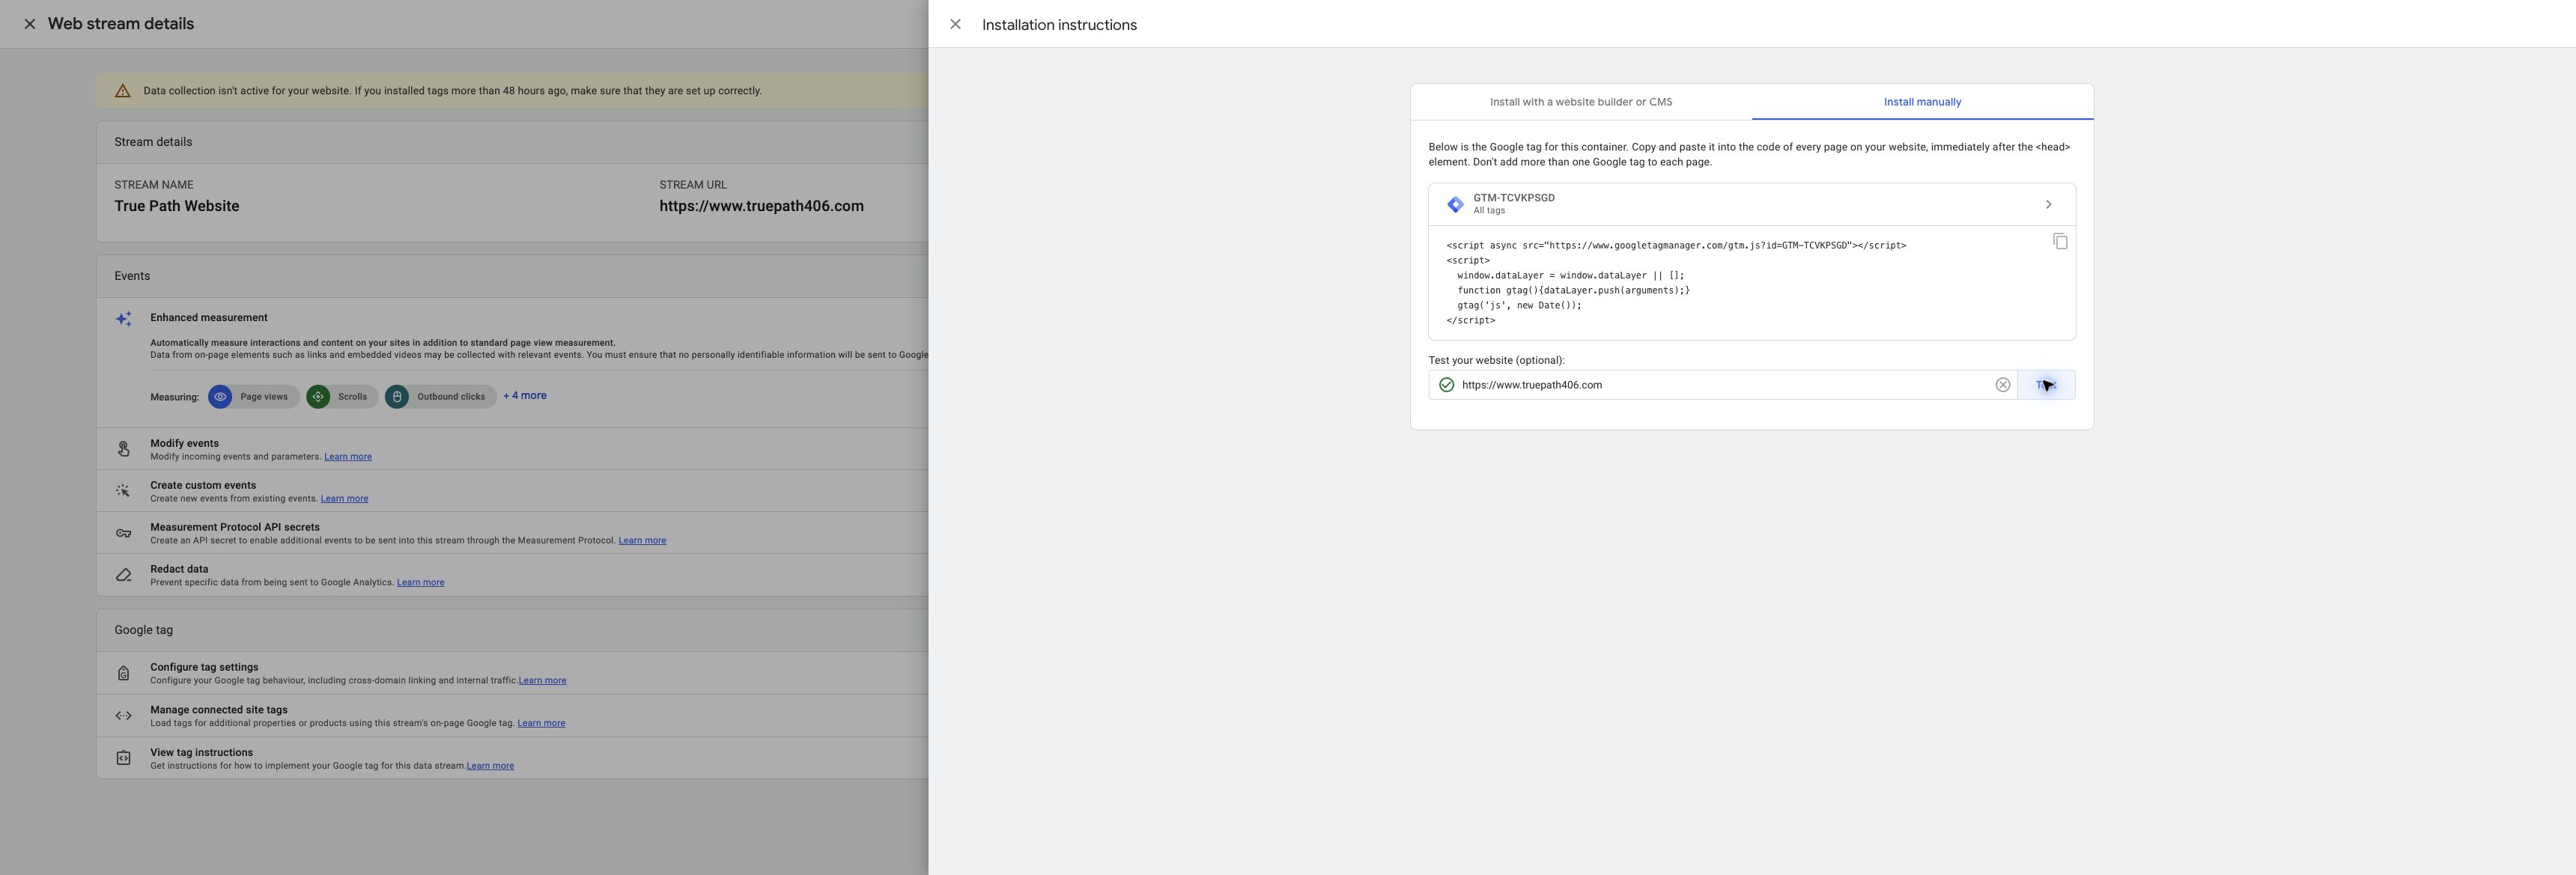 Web stream details
Data collection isn't active for your website. If you installed tags more than 48 hours ago, make sure that they are set up correctly.
Stream details
STREAM NAME
True Path Website
STREAM URL
https://www.truepath406.com
Events
Enhanced measurement
Automatically measure interactions and content on your sites in addition to standard page view measurement.
Data from on-page elements such as links and embedded videos may be collected with relevant events. You must ensure that no personally identifiable information will be sent to Google
Measuring: Page views Scrolls Outbound clicks + 4 more
Modify events
Modify incoming events and parameters. Learn more
Create custom events
Create new events from existing events. Learn more
Measurement Protocol API secrets
Create an API secret to enable additional events to be sent into this stream through the Measurement Protocol. Learn more
Redact data
Prevent specific data from being sent to Google Analytics. Learn more
Google tag
Configure tag settings
Configure your Google tag behaviour, including cross-domain linking and internal traffic.Learn more
Manage connected site tags
Load tags for additional properties or products using this stream's on-page Google tag. Learn more
View tag instructions
Get instructions for how to implement your Google tag for this data stream.Learn more
Installation instructions
Install with a website builder or CMS
Install manually
Below is the Google tag for this container. Copy and paste it into the code of every page on your website, immediately after the <head>
element. Don't add more than one Google tag to each page.
GTM-TCVKPSGD
All tags
<script async src="https://www.googletagmanager.com/gtm.js?id=GTM-TCVKPSGD"></script>
<script>
window.dataLayer = window.dataLayer || [];
function gtag(){dataLayer.push(arguments);}
gtag('js', new Date());
</script>
Test your website (optional):
https://www.truepath406.com